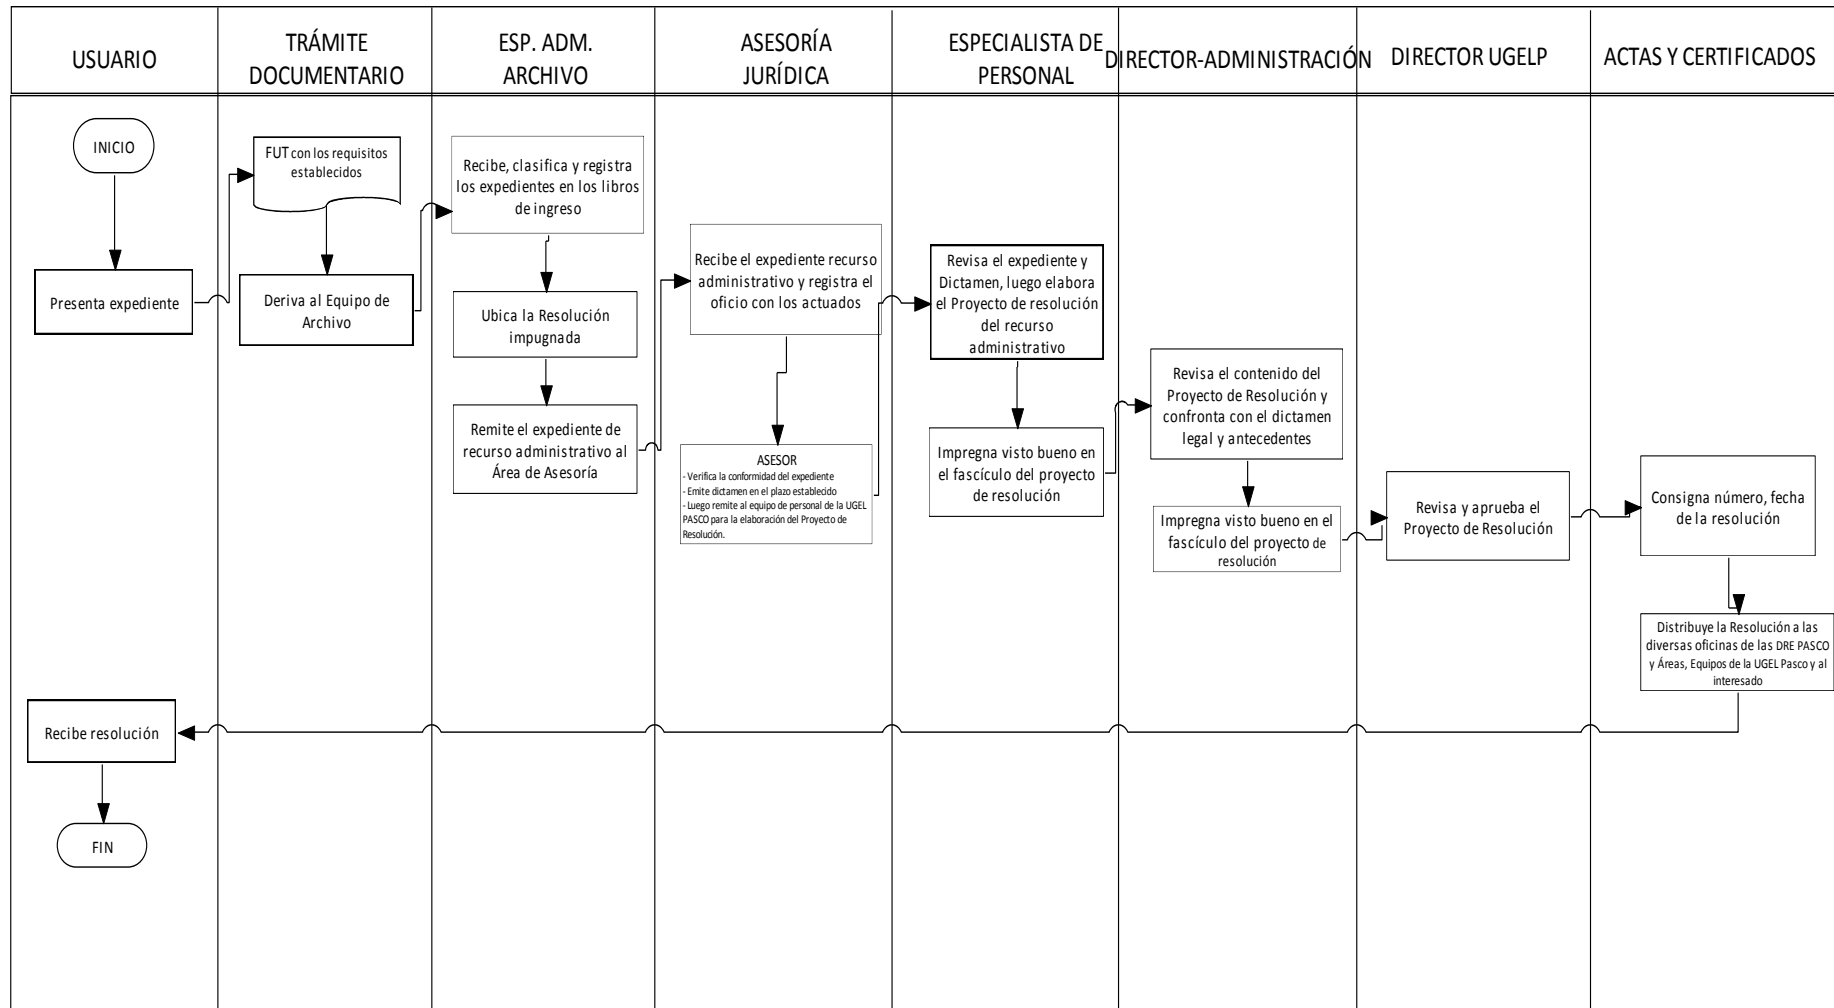 USUARIO
TRÁMITE
DOCUMENTARIO
ESP. ADM.
ARCHIVO
ASESORÍA
JURÍDICA
ESPECIALISTA DE
PERSONAL
DIRECTOR-ADMINISTRACIÓN
DIRECTOR UGELP
ACTAS Y CERTIFICADOS
INICIO
Presenta expediente
FUT con los requisitos
establecidos
Deriva al Equipo de
Archivo
Recibe, clasifica y registra
los expedientes en los libros
de ingreso
Ubica la Resolución
impugnada
Remite el expediente de
recurso administrativo al
Área de Asesoría
Recibe el expediente recurso
administrativo y registra el
oficio con los actuados
ASESOR
- Verifica la conformidad del expediente
- Emite dictamen en el plazo establecido
- Luego remite al equipo de personal de la UGEL
PASCO para la elaboración del Proyecto de
Resolución.
Revisa el expediente y
Dictamen, luego elabora
el Proyecto de resolución
del recurso
administrativo
Impregna visto bueno en
el fascículo del proyecto
de resolución
Revisa el contenido del
Proyecto de Resolución y
confronta con el dictamen
legal y antecedentes
Impregna visto bueno en el
fascículo del proyecto de
resolución
Revisa y aprueba el
Proyecto de Resolución
Consigna número, fecha
de la resolución
Distribuye la Resolución a las
diversas oficinas de las DRE PASCO
y Áreas, Equipos de la UGEL Pasco y al
interesado
Recibe resolución
FIN